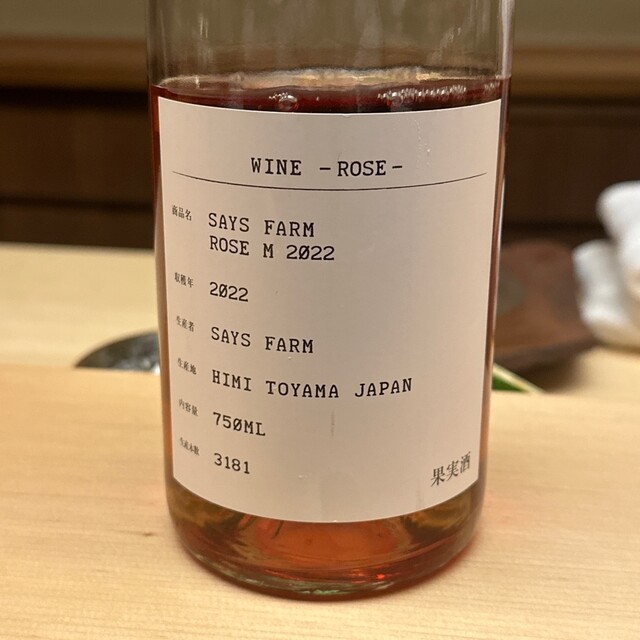 WINE -ROSE-
商品名 SAYS FARM
ROSE M 2022
収穫年 2022
生産者 SAYS FARM
生産地 HIMI TOYAMA JAPAN
内容量 750ML
生産本数 3181
果実酒